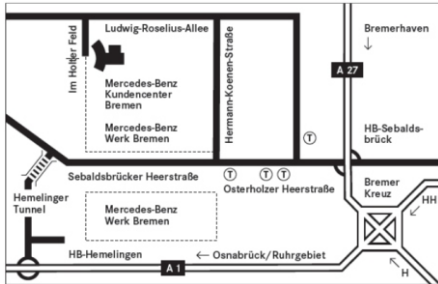 Ludwig-Roselius-Allee
Bremerhaven
↓
Im Holter Feld
Hermann-Koenen-Straße
A 27
Mercedes-Benz
Kundencenter
Bremen
Mercedes-Benz
Werk Bremen
HB-Sebalds-
brück
T
T
T
T
Sebaldsbrücker Heerstraße
Osterholzer Heerstraße
Bremer
Kreuz
HH
Hemelinger
Tunnel
Mercedes-Benz
Werk Bremen
HB-Hemelingen
← Osnabrück/Ruhrgebiet
A 1
H